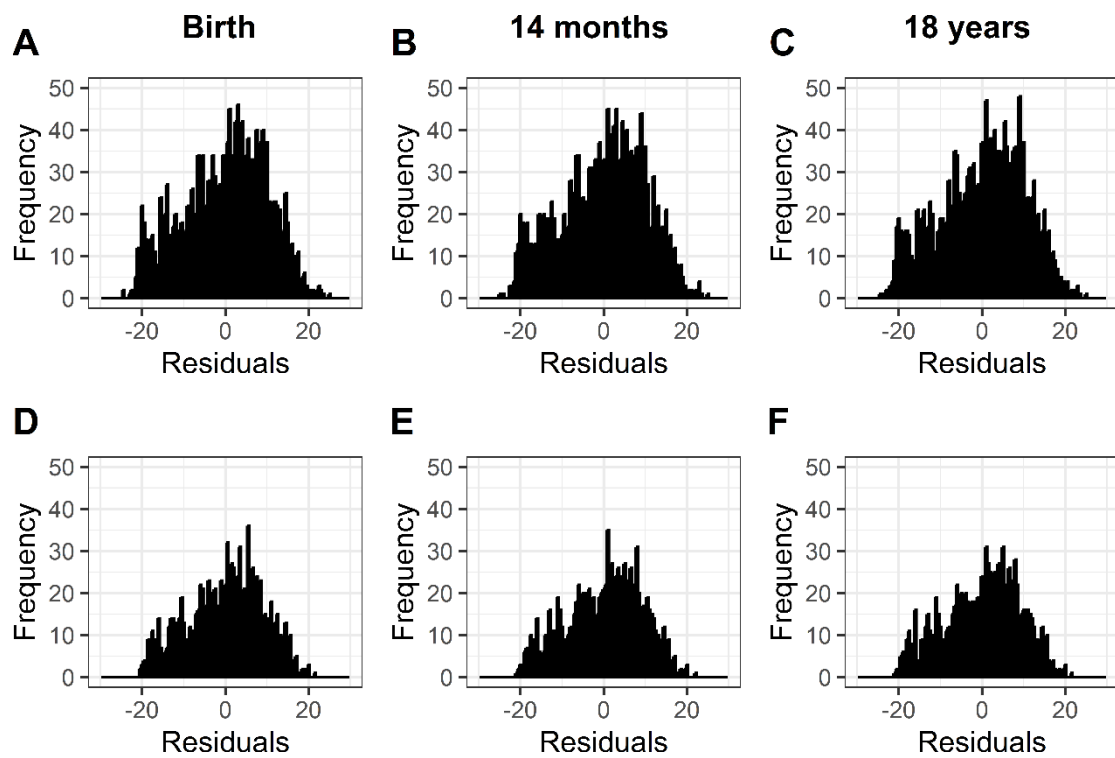 A Birth B 14 months C 18 years
50 50 50
40 40 40
30 30 30
20 20 20
10 10 10
0 0 0
Frequency Frequency Frequency
-20 0 20 -20 0 20 -20 0 20
Residuals Residuals Residuals
D E F
50 50 50
40 40 40
30 30 30
20 20 20
10 10 10
0 0 0
Frequency Frequency Frequency
-20 0 20 -20 0 20 -20 0 20
Residuals Residuals Residuals